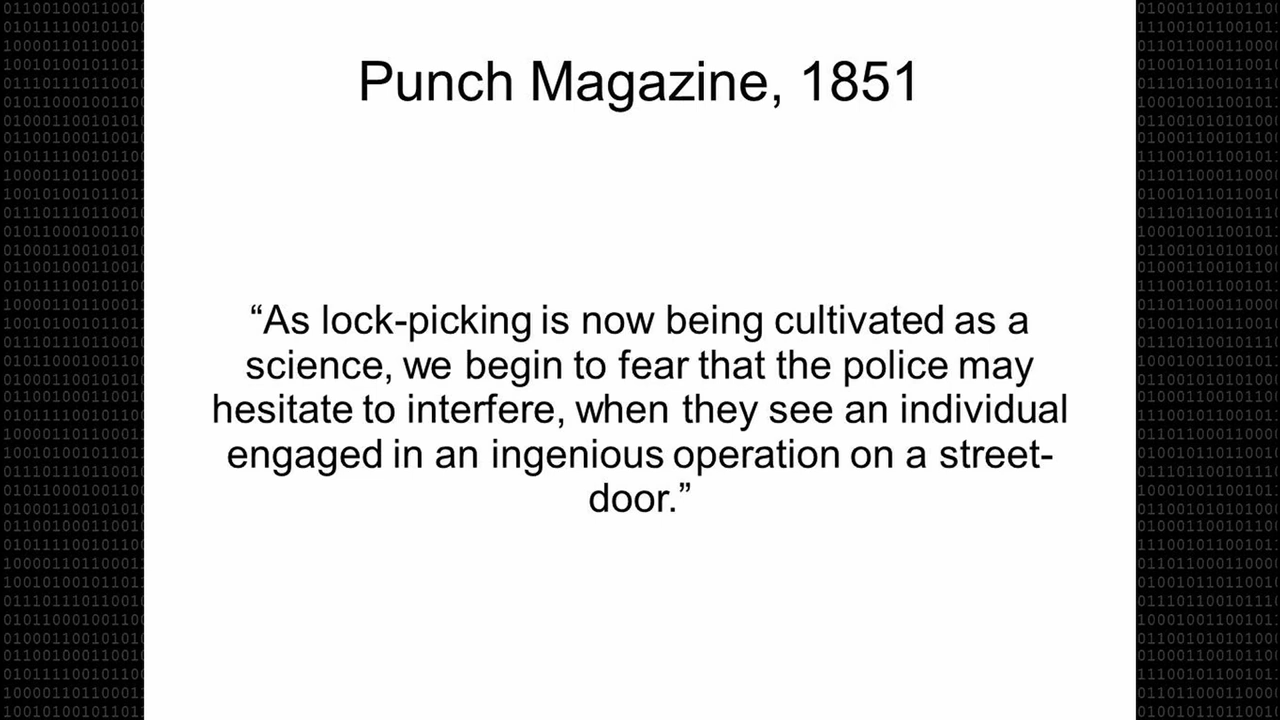 Punch Magazine, 1851
“As lock-picking is now being cultivated as a
science, we begin to fear that the police may
hesitate to interfere, when they see an individual
engaged in an ingenious operation on a street-
door.”